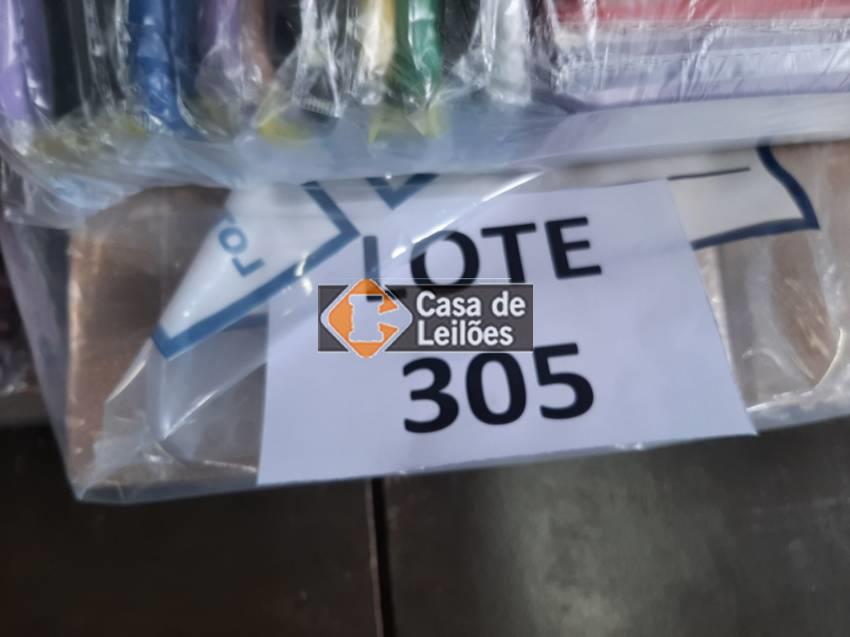 LOTE
Casa de
Leilões
305